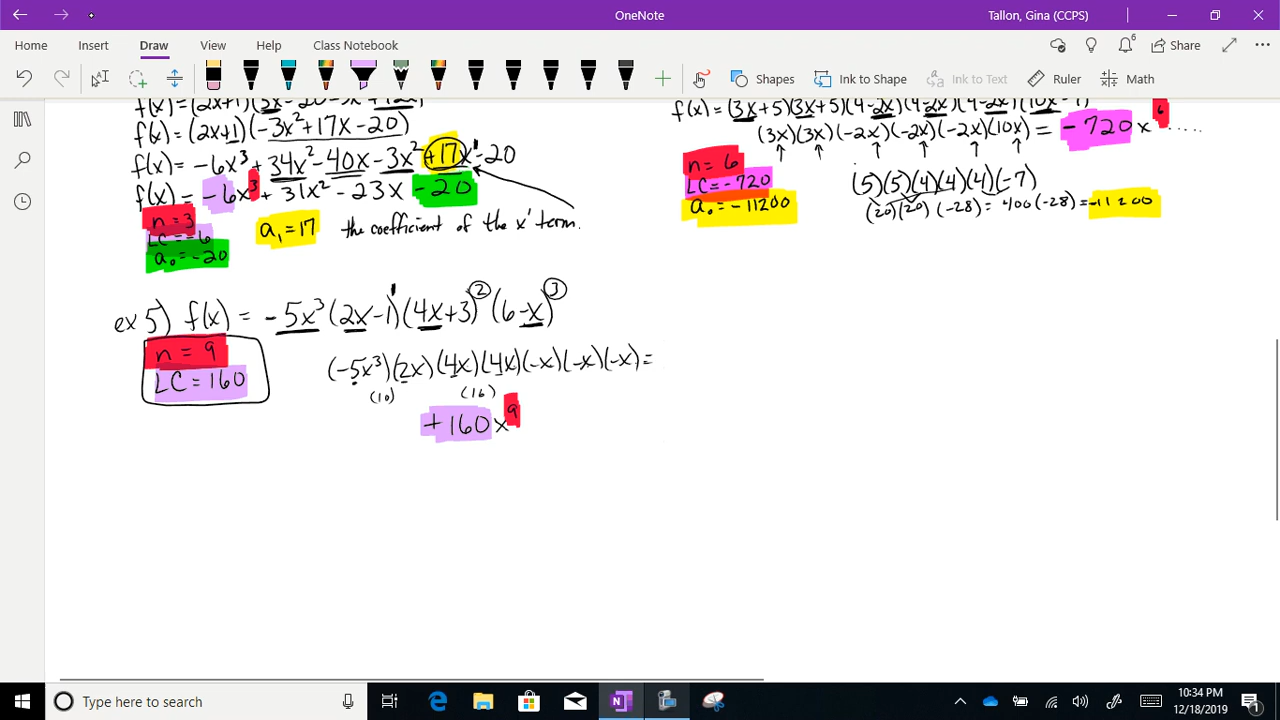 OneNote
Tallon, Gina (CCPS)
Home Insert Draw View Help Class Notebook
Share
Shapes Ink to Shape Ink to Text Ruler Math
f(x) = (2x+1)(-3x²+17x-20)
f(x) = -6x³ + 34x² - 40x - 3x² +17x¹ -20
f(x) = -6x³ + 31x² - 23x - 20
n = 3
LC = -6
a₀ = -20
a₁ = 17 the coefficient of the x¹ term.
f(x) = (3x+5)(3x+5)(4-2x)(4-2x)(4-2x)(10x-7)
(3x)(3x)(-2x)(-2x)(-2x)(10x) = -720x⁶.....
n = 6
LC = -720
a₀ = -11200
(5)(5)(4)(4)(4)(-7)
(20)(20)(-28) = 400(-28) = -11200
ex 5) f(x) = -5x³(2x-1)¹(4x+3)²(6-x)³
n = 9
LC = 160
(-5x³)(2x)(4x)(4x)(-x)(-x)(-x) =
(10) (16)
+160x⁹
Type here to search
10:34 PM
12/18/2019